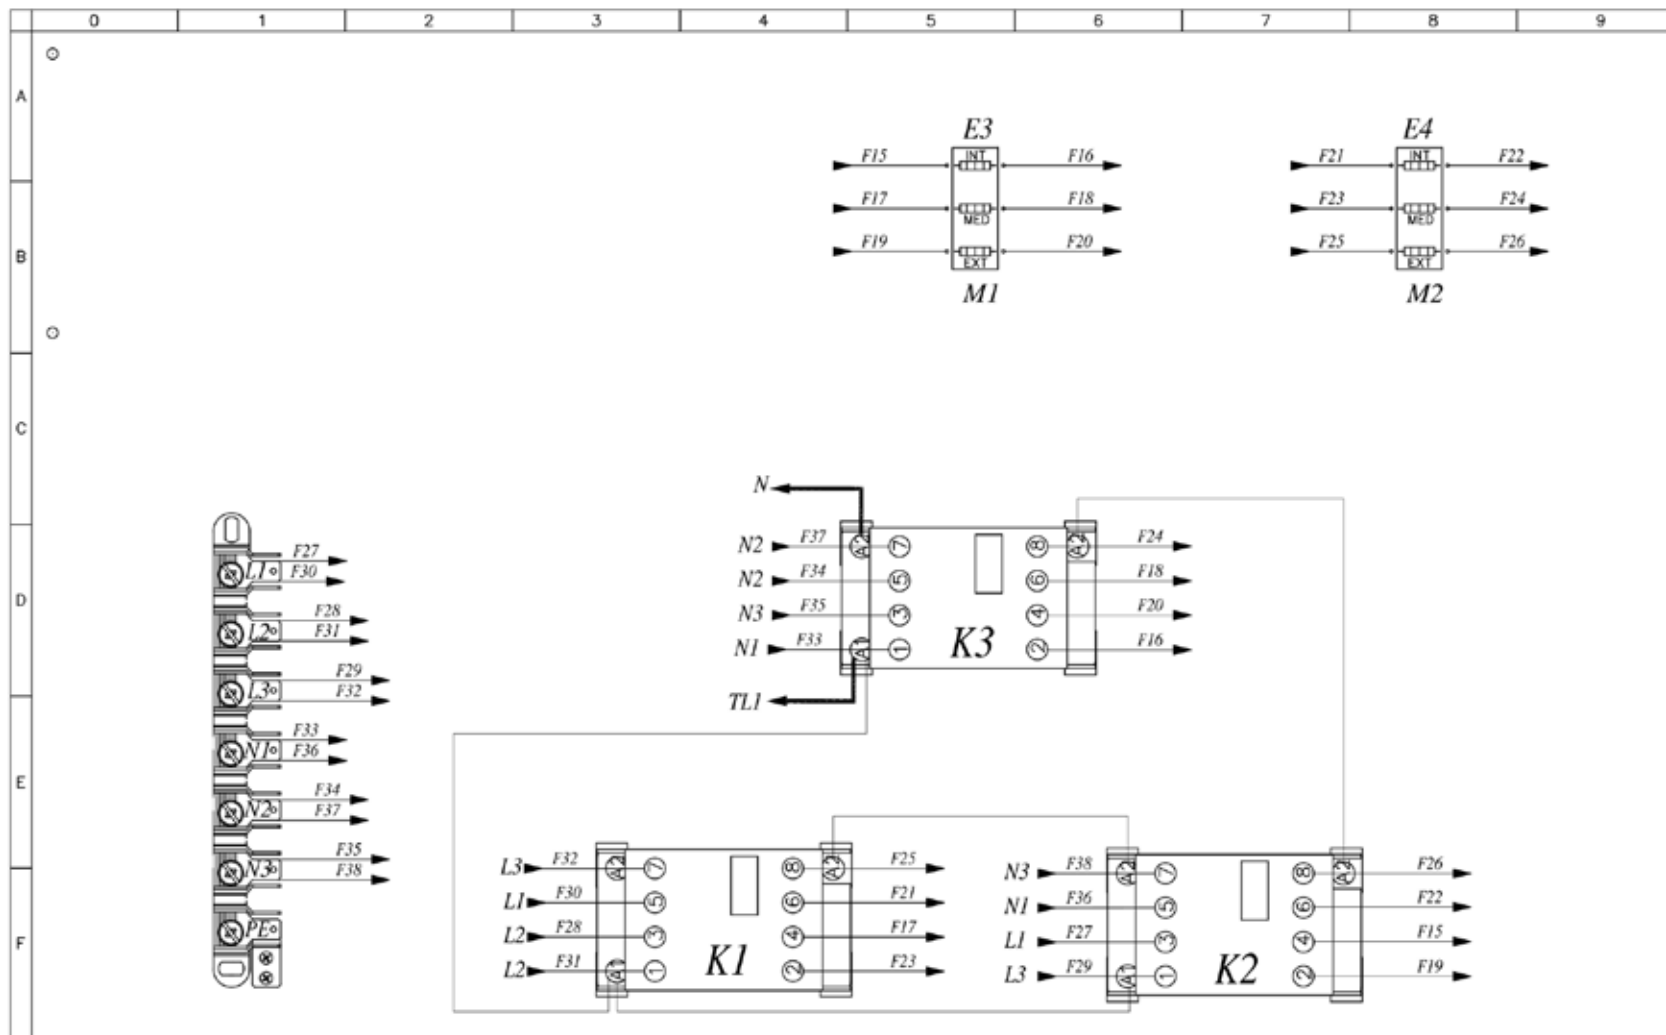 0 1 2 3 4 5 6 7 8 9
A
E3 E4
F15 INT F16 F21 INT F22
F17 MED F18 F23 MED F24
B
F19 EXT F20 F25 EXT F26
M1 M2
C
N
N2 F37 A2 7 8 A2 F24
F27
L1 F30
N2 F34 5 6 F18
D
F28
L2 F31
N3 F35 3 4 F20
N1 F33 A1 1 K3 2 F16
F29
L3 F32
TL1
F33
N1 F36
E
F34
N2 F37
F35
N3 F38
L3 F32 A2 7 8 A2 F25
N3 F38 A2 7 8 A2 F26
L1 F30 5 6 F21
N1 F36 5 6 F22
PE
F
L2 F28 3 4 F17
L1 F27 3 4 F15
L2 F31 A1 1 K1 2 F23
L3 F29 A1 1 K2 2 F19